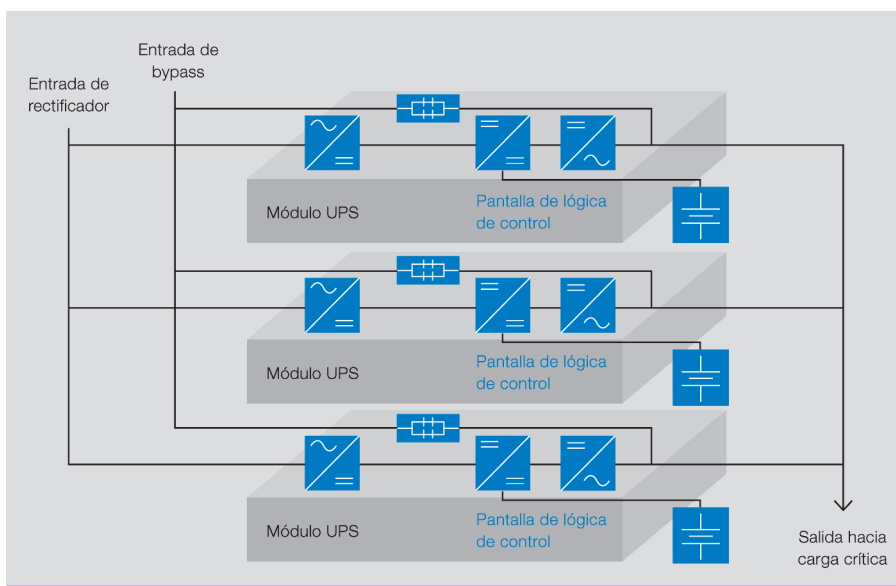 Entrada de
bypass
Entrada de
rectificador
Módulo UPS
Pantalla de lógica
de control
Módulo UPS
Pantalla de lógica
de control
Módulo UPS
Pantalla de lógica
de control
Salida hacia
carga crítica